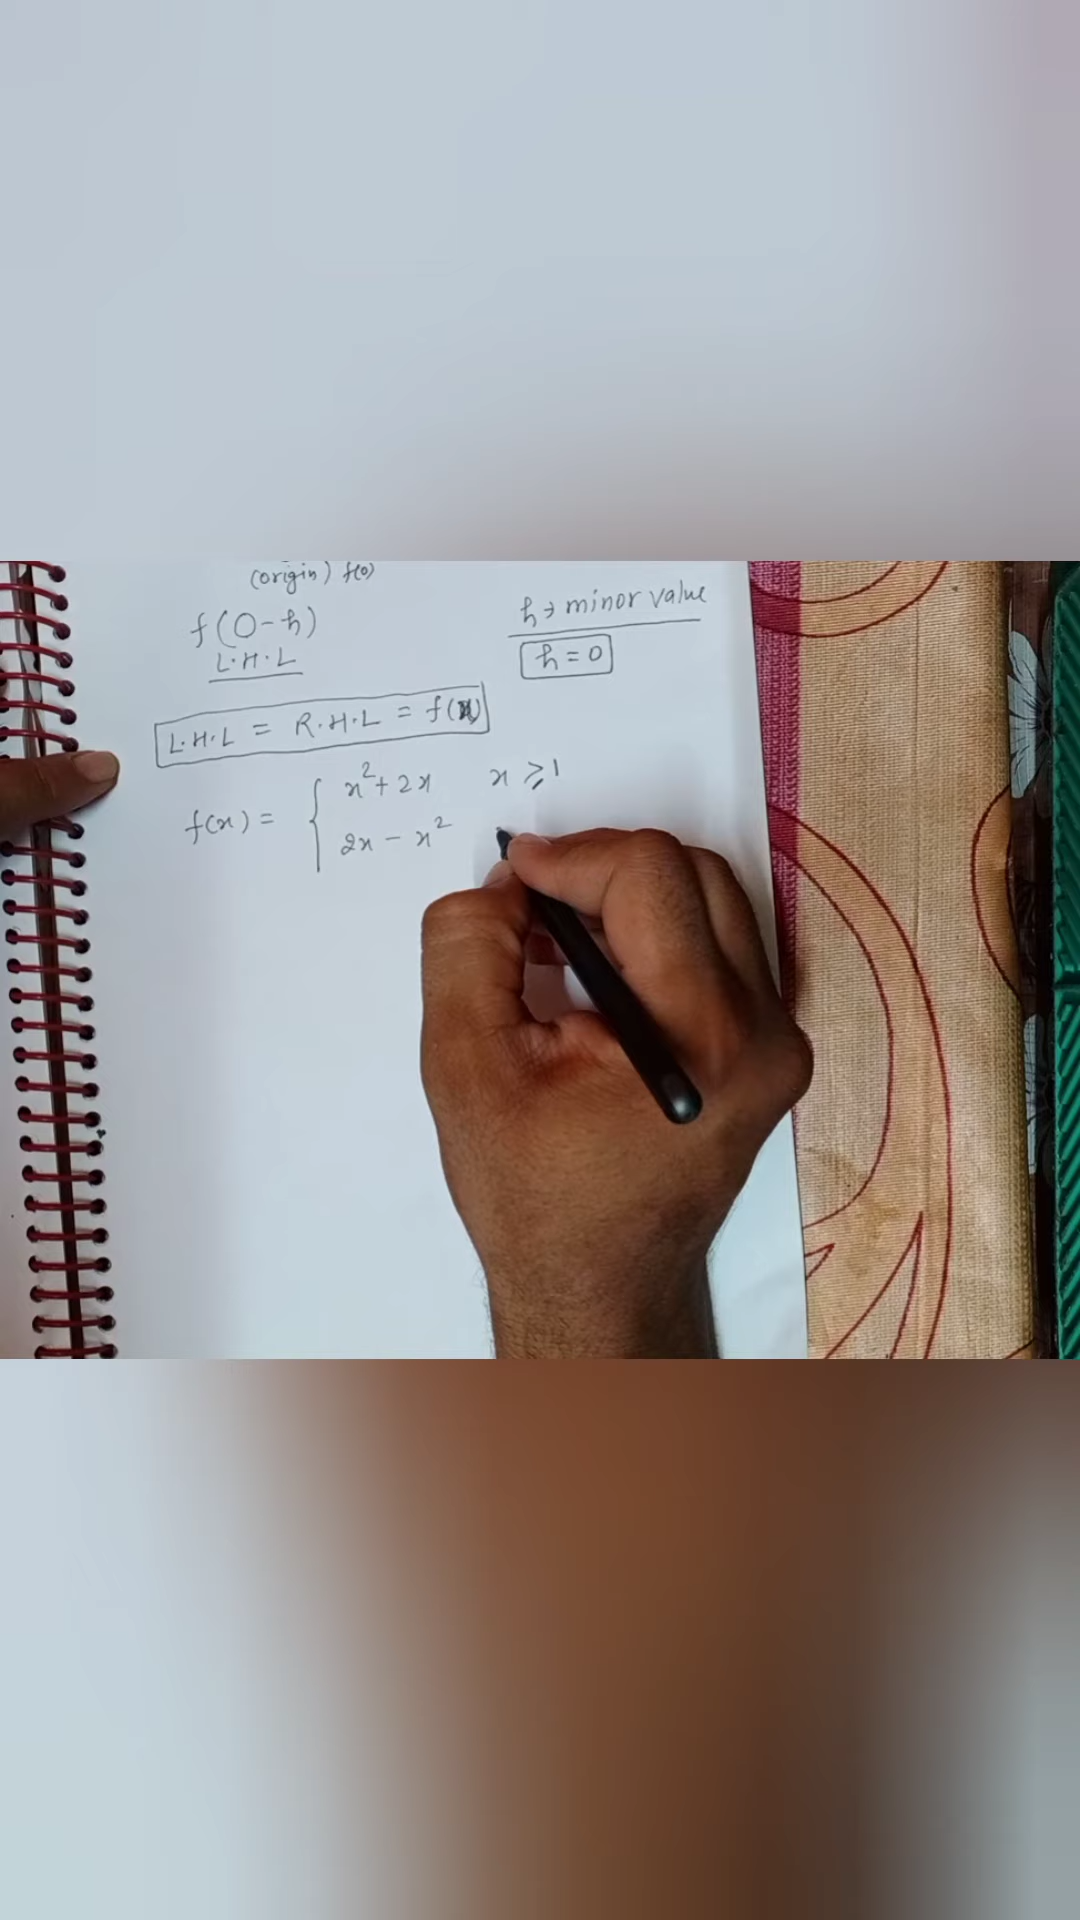 (origin) f(0)
f(0-h)
L.H.L
h → minor value
h = 0
L.H.L = R.H.L = f(x)
f(x) = { x²+2x x ≥ 1
2x - x²